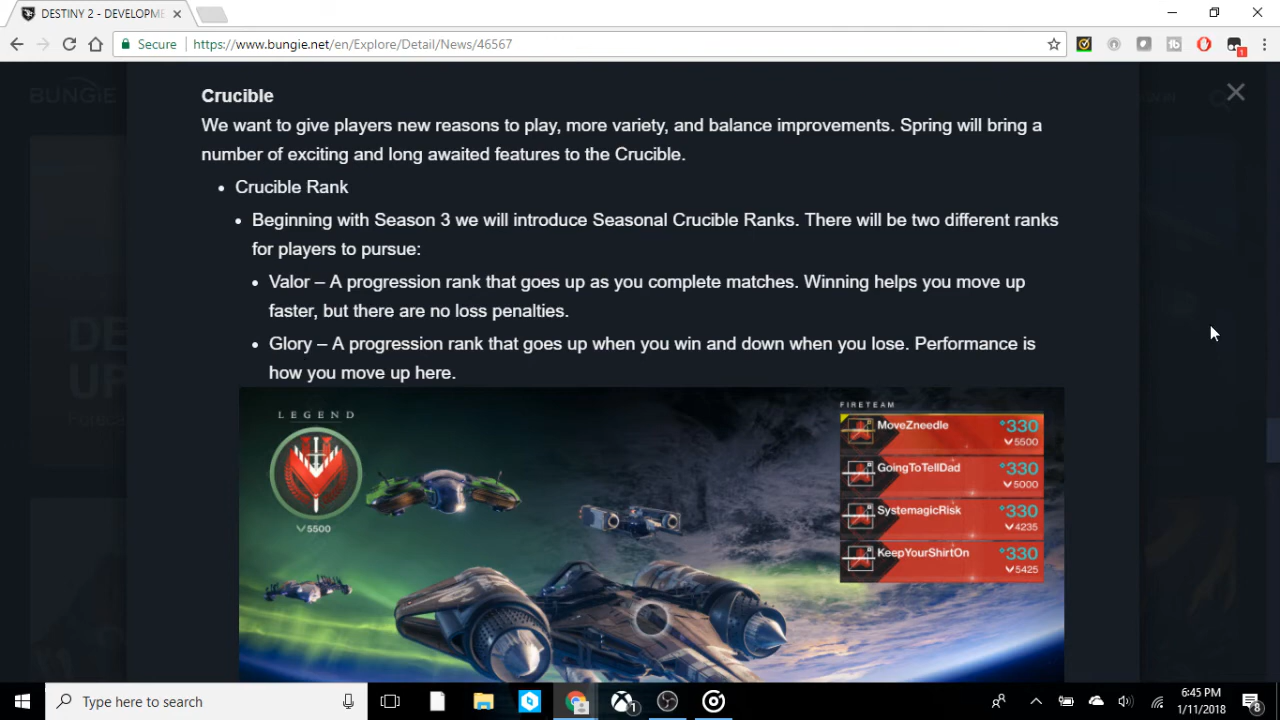 DESTINY 2 - DEVELOPME
Secure
https://www.bungie.net/en/Explore/Detail/News/46567
1
BUNGiE
Crucible
We want to give players new reasons to play, more variety, and balance improvements. Spring will bring a
number of exciting and long awaited features to the Crucible.
• Crucible Rank
• Beginning with Season 3 we will introduce Seasonal Crucible Ranks. There will be two different ranks
for players to pursue:
• Valor – A progression rank that goes up as you complete matches. Winning helps you move up
faster, but there are no loss penalties.
• Glory – A progression rank that goes up when you win and down when you lose. Performance is
how you move up here.
DE
UP
LEGEND
5500
FIRETEAM
MoveZneedle
330
5500
GoingToTellDad
330
5000
SystemagicRisk
330
4235
KeepYourShirtOn
330
5425
Type here to search
1
6:45 PM
1/11/2018
8